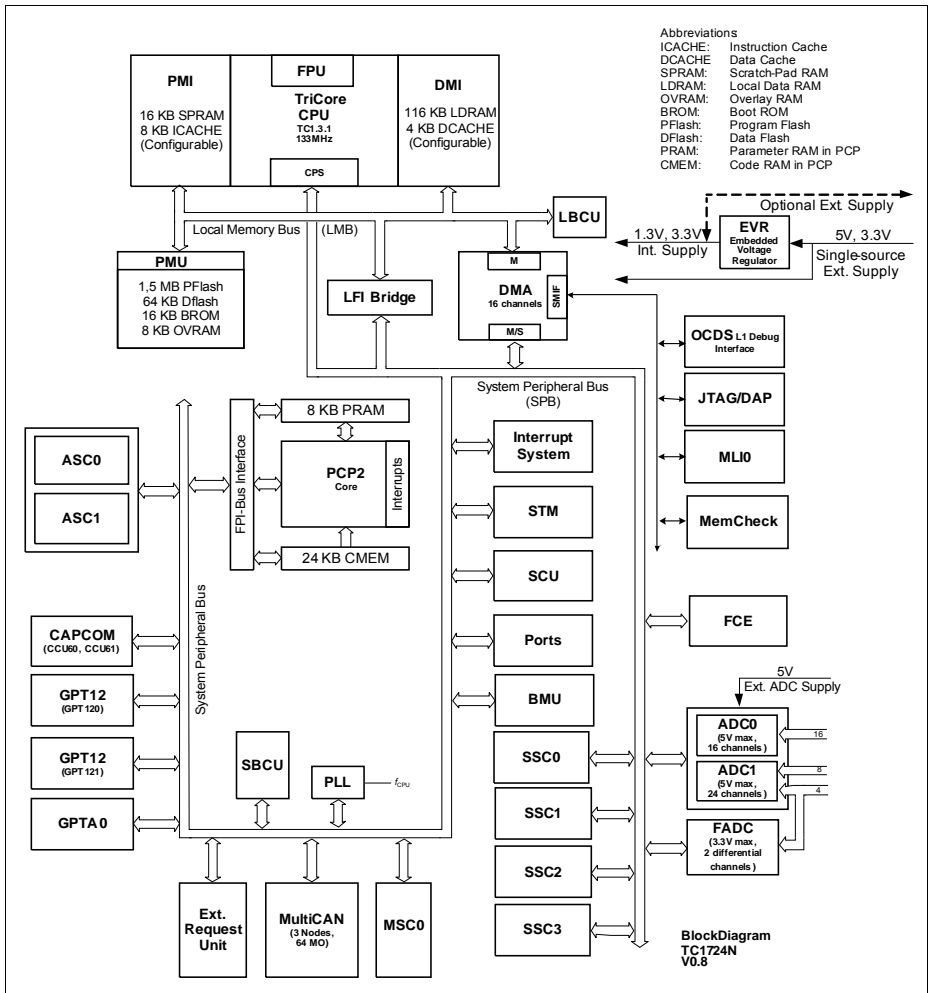 Abbreviations:
ICACHE: Instruction Cache
DCACHE Data Cache
SPRAM: Scratch-Pad RAM
LDRAM: Local Data RAM
OVRAM: Overlay RAM
BROM: Boot ROM
PFlash: Program Flash
DFlash: Data Flash
PRAM: Parameter RAM in PCP
CMEM: Code RAM in PCP
PMI
16 KB SPRAM
8 KB ICACHE
(Configurable)
FPU
TriCore
CPU
TC1.3.1
133MHz
CPS
DMI
116 KB LDRAM
4 KB DCACHE
(Configurable)
Local Memory Bus (LMB)
LBCU
Optional Ext. Supply
1.3V, 3.3V
Int. Supply
EVR
Embedded
Voltage
Regulator
5V, 3.3V
Single-source
Ext. Supply
PMU
1,5 MB PFlash
64 KB Dflash
16 KB BROM
8 KB OVRAM
LFI Bridge
M
DMA
16 channels
SMIF
M/S
OCDS L1 Debug
Interface
System Peripheral Bus
(SPB)
JTAG/DAP
MLI0
MemCheck
ASC0
ASC1
FPI-Bus Interface
8 KB PRAM
PCP2
Core
Interrupts
24 KB CMEM
Interrupt
System
STM
SCU
Ports
BMU
FCE
System Peripheral Bus
CAPCOM
(CCU60, CCU61)
GPT12
(GPT120)
GPT12
(GPT121)
GPTA0
SBCU
PLL
fCPU
SSC0
SSC1
SSC2
SSC3
5V
Ext. ADC Supply
ADC0
(5V max,
16 channels )
16
ADC1
(5V max,
24 channels )
8
4
FADC
(3.3V max,
2 differential
channels )
Ext.
Request
Unit
MultiCAN
(3 Nodes,
64 MO)
MSC0
BlockDiagram
TC1724N
V0.8